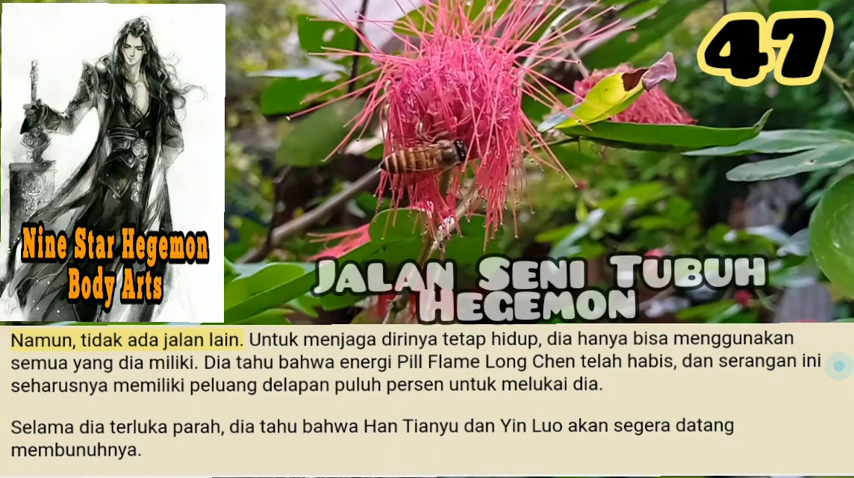 47
Nine Star Hegemon
Body Arts
JALAN SENI TUBUH
HEGEMON
Namun, tidak ada jalan lain. Untuk menjaga dirinya tetap hidup, dia hanya bisa menggunakan
semua yang dia miliki. Dia tahu bahwa energi Pill Flame Long Chen telah habis, dan serangan ini
seharusnya memiliki peluang delapan puluh persen untuk melukai dia.
Selama dia terluka parah, dia tahu bahwa Han Tianyu dan Yin Luo akan segera datang
membunuhnya.